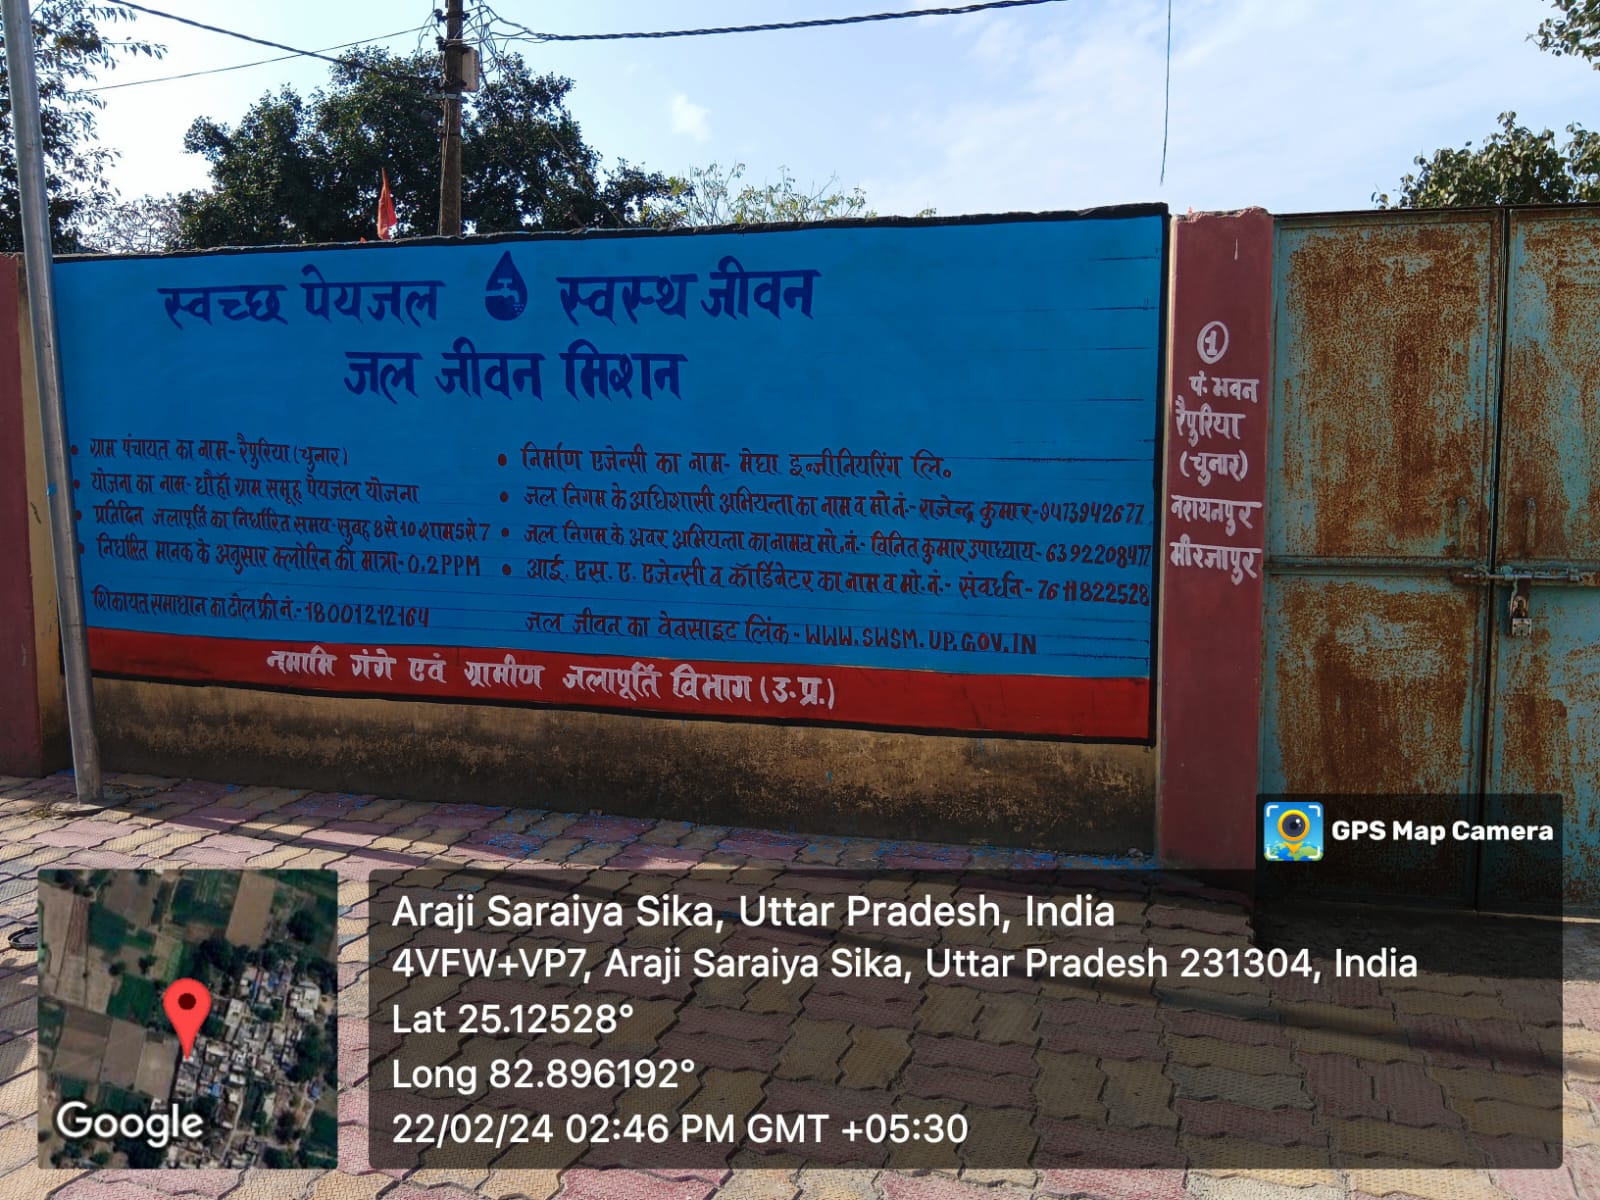 स्वच्छ पेयजल स्वस्थ जीवन
जल जीवन मिशन
• ग्राम पंचायत का नाम- रैपुरिया (चुनार)
• योजना का नाम- धौहाँ ग्राम समूह पेयजल योजना
• प्रतिदिन जलापूर्ति का निर्धारित समय- सुबह 8 से 10 शाम 5 से 7
• निर्धारित मानक के अनुसार क्लोरिन की मात्रा- 0.2 PPM
शिकायत समाधान का टोल फ्री नं.- 18001212164
• निर्माण एजेन्सी का नाम- मेघा इन्जीनियरिंग लि.
• जल निगम के अधिशासी अभियन्ता का नाम व मो नं.- राजेन्द्र कुमार- 9473942677
• जल निगम के अवर अभियन्ता का नाम व मो. नं.- विनित कुमार उपाध्याय- 6392208477
• आई. एस. ए. एजेन्सी व कॉर्डिनेटर का नाम व मो. नं.- संवर्धन- 7611822528
जल जीवन का वेबसाइट लिंक- WWW.SWSM.UP.GOV.IN
नमामि गंगे एवं ग्रामीण जलापूर्ति विभाग (उ.प्र.)
1
पं. भवन
रैपुरिया
(चुनार)
नरायनपुर
मीरजापुर
GPS Map Camera
Araji Saraiya Sika, Uttar Pradesh, India
4VFW+VP7, Araji Saraiya Sika, Uttar Pradesh 231304, India
Lat 25.12528°
Long 82.896192°
22/02/24 02:46 PM GMT +05:30
Google